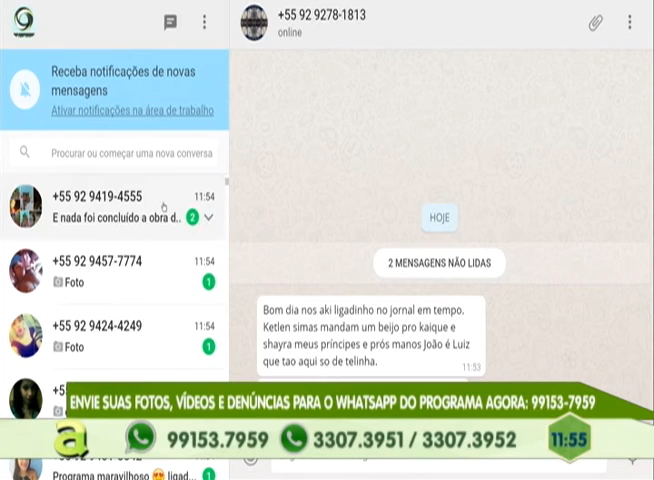 +55 92 9278-1813
online
Receba notificações de novas
mensagens
Ativar notificações na área de trabalho
Procurar ou começar uma nova conversa
+55 92 9419-4555
11:54
E nada foi concluído a obra d..
2
+55 92 9457-7774
11:54
Foto
1
+55 92 9424-4249
11:54
Foto
1
HOJE
2 MENSAGENS NÃO LIDAS
Bom dia nos aki ligadinho no jornal em tempo.
Ketlen simas mandam um beijo pro kaique e
shayra meus príncipes e prós manos João é Luiz
que tao aqui so de telinha.
11:53
ENVIE SUAS FOTOS, VÍDEOS E DENÚNCIAS PARA O WHATSAPP DO PROGRAMA AGORA: 99153-7959
a 99153.7959 3307.3951 / 3307.3952 11:55
Programa maravilhoso 😍 ligad...
1